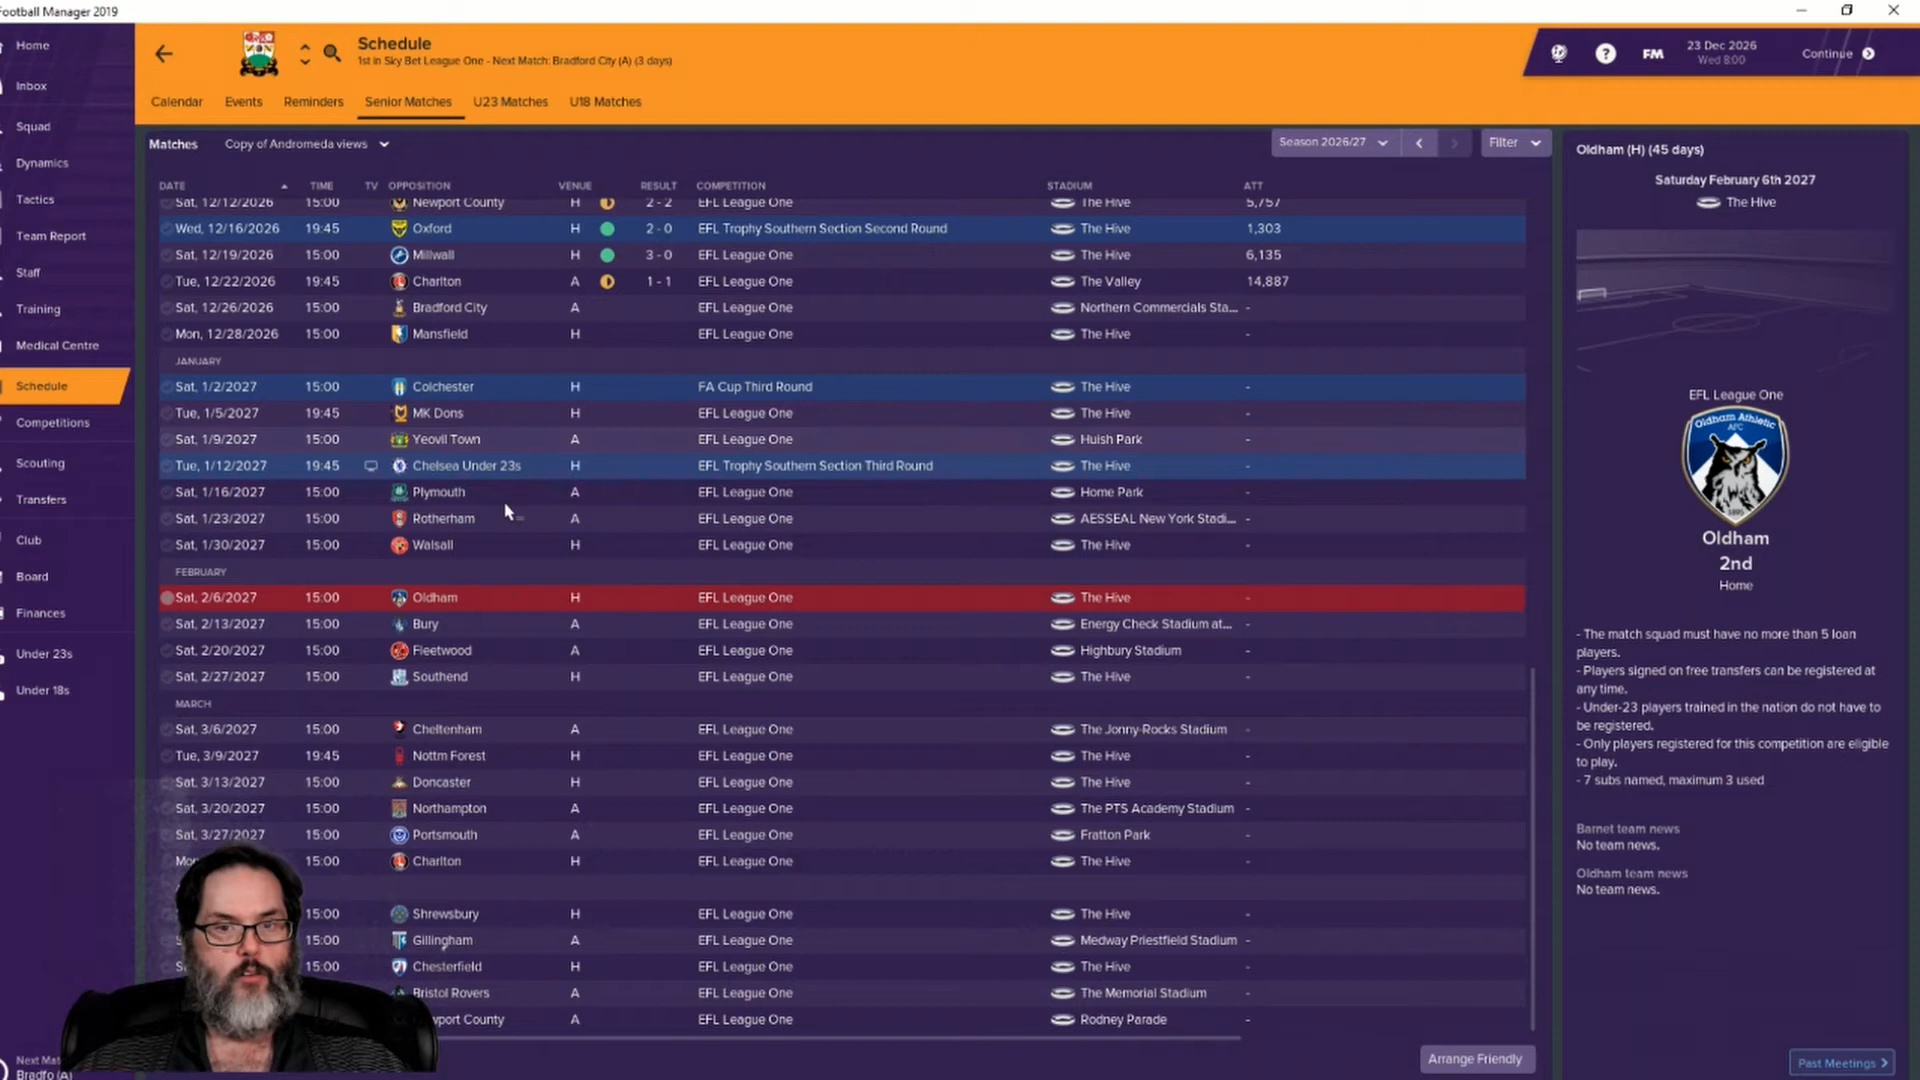 Football Manager 2019
Schedule
1st in Sky Bet League One - Next Match: Bradford City (A) (3 days)
FM
23 Dec 2026
Wed 8:00
Continue
Calendar Events Reminders Senior Matches U23 Matches U18 Matches
Home
Inbox
Squad
Dynamics
Tactics
Team Report
Staff
Training
Medical Centre
Schedule
Competitions
Scouting
Transfers
Club
Board
Finances
Under 23s
Under 18s
Matches Copy of Andromeda views Season 2026/27 Filter
DATE TIME TV OPPOSITION VENUE RESULT COMPETITION STADIUM ATT
Sat, 12/12/2026 15:00 Newport County H 2 - 2 EFL League One The Hive 5,757
Wed, 12/16/2026 19:45 Oxford H 2 - 0 EFL Trophy Southern Section Second Round The Hive 1,303
Sat, 12/19/2026 15:00 Millwall H 3 - 0 EFL League One The Hive 6,135
Tue, 12/22/2026 19:45 Charlton A 1 - 1 EFL League One The Valley 14,887
Sat, 12/26/2026 15:00 Bradford City A EFL League One Northern Commercials Sta... -
Mon, 12/28/2026 15:00 Mansfield H EFL League One The Hive -
JANUARY
Sat, 1/2/2027 15:00 Colchester H FA Cup Third Round The Hive -
Tue, 1/5/2027 19:45 MK Dons H EFL League One The Hive -
Sat, 1/9/2027 15:00 Yeovil Town A EFL League One Huish Park -
Tue, 1/12/2027 19:45 Chelsea Under 23s H EFL Trophy Southern Section Third Round The Hive -
Sat, 1/16/2027 15:00 Plymouth A EFL League One Home Park -
Sat, 1/23/2027 15:00 Rotherham A EFL League One AESSEAL New York Stadi... -
Sat, 1/30/2027 15:00 Walsall H EFL League One The Hive -
FEBRUARY
Sat, 2/6/2027 15:00 Oldham H EFL League One The Hive -
Sat, 2/13/2027 15:00 Bury A EFL League One Energy Check Stadium at... -
Sat, 2/20/2027 15:00 Fleetwood A EFL League One Highbury Stadium -
Sat, 2/27/2027 15:00 Southend H EFL League One The Hive -
MARCH
Sat, 3/6/2027 15:00 Cheltenham A EFL League One The Jonny-Rocks Stadium -
Tue, 3/9/2027 19:45 Nottm Forest H EFL League One The Hive -
Sat, 3/13/2027 15:00 Doncaster H EFL League One The Hive -
Sat, 3/20/2027 15:00 Northampton A EFL League One The PTS Academy Stadium -
Sat, 3/27/2027 15:00 Portsmouth A EFL League One Fratton Park -
Mo 15:00 Charlton H EFL League One The Hive -
15:00 Shrewsbury H EFL League One The Hive -
15:00 Gillingham A EFL League One Medway Priestfield Stadium -
15:00 Chesterfield H EFL League One The Hive -
Bristol Rovers A EFL League One The Memorial Stadium -
wport County A EFL League One Rodney Parade -
Arrange Friendly
Oldham (H) (45 days)
Saturday February 6th 2027
The Hive
EFL League One
Oldham Athletic
AFC
1895
Oldham
2nd
Home
- The match squad must have no more than 5 loan
players.
- Players signed on free transfers can be registered at
any time.
- Under-23 players trained in the nation do not have to
be registered.
- Only players registered for this competition are eligible
to play.
- 7 subs named, maximum 3 used
Barnet team news
No team news.
Oldham team news
No team news.
Past Meetings
Next Mat
Bradfo (A)